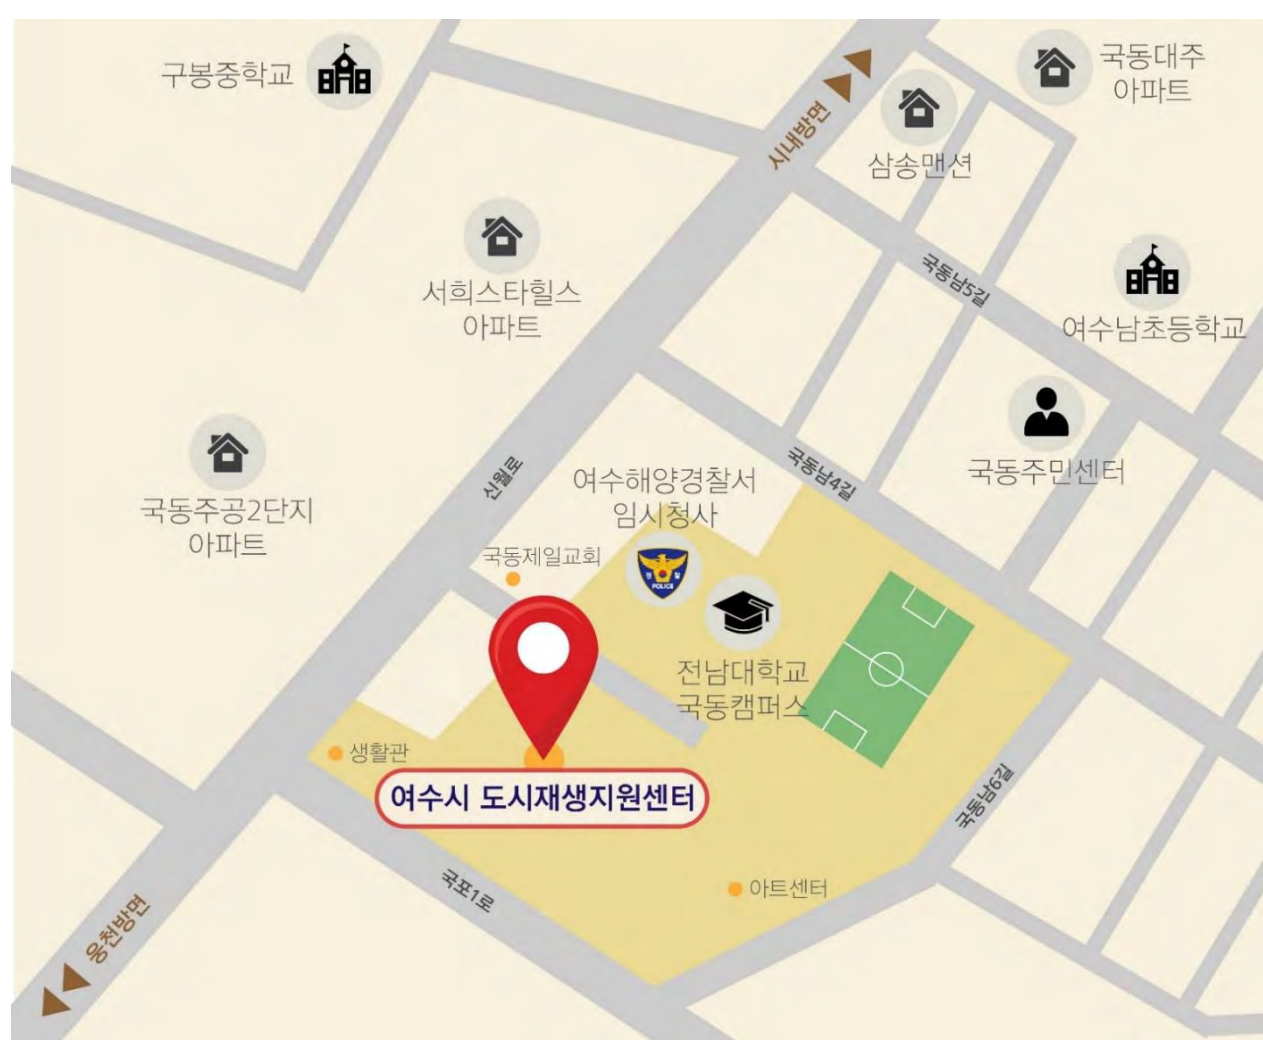 구봉중학교
국동대주
아파트
시내방면
삼송맨션
국동남5길
서희스타힐스
아파트
여수남초등학교
국동주민센터
신월로
국동남4길
여수해양경찰서
임시청사
국동주공2단지
아파트
국동제일교회
경찰
POLICE
전남대학교
국동캠퍼스
생활관
여수시 도시재생지원센터
국동남6길
국포1로
아트센터
웅천방면